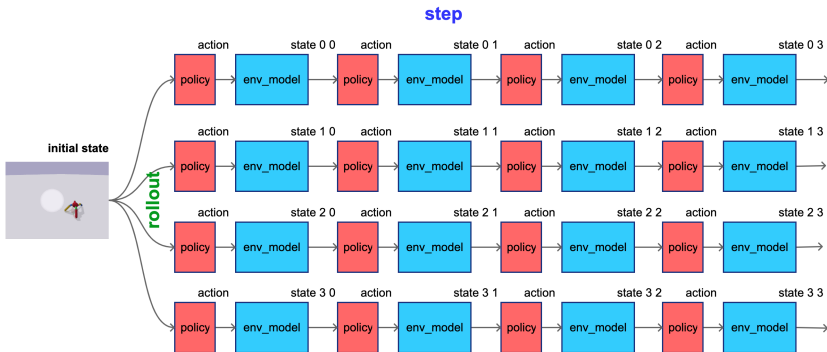 step
action state 0 0 action state 0 1 action state 0 2 action state 0 3
policy env_model policy env_model policy env_model policy env_model
initial state
action state 1 0 action state 1 1 action state 1 2 action state 1 3
policy env_model policy env_model policy env_model policy env_model
rollout
action state 2 0 action state 2 1 action state 2 2 action state 2 3
policy env_model policy env_model policy env_model policy env_model
action state 3 0 action state 3 1 action state 3 2 action state 3 3
policy env_model policy env_model policy env_model policy env_model